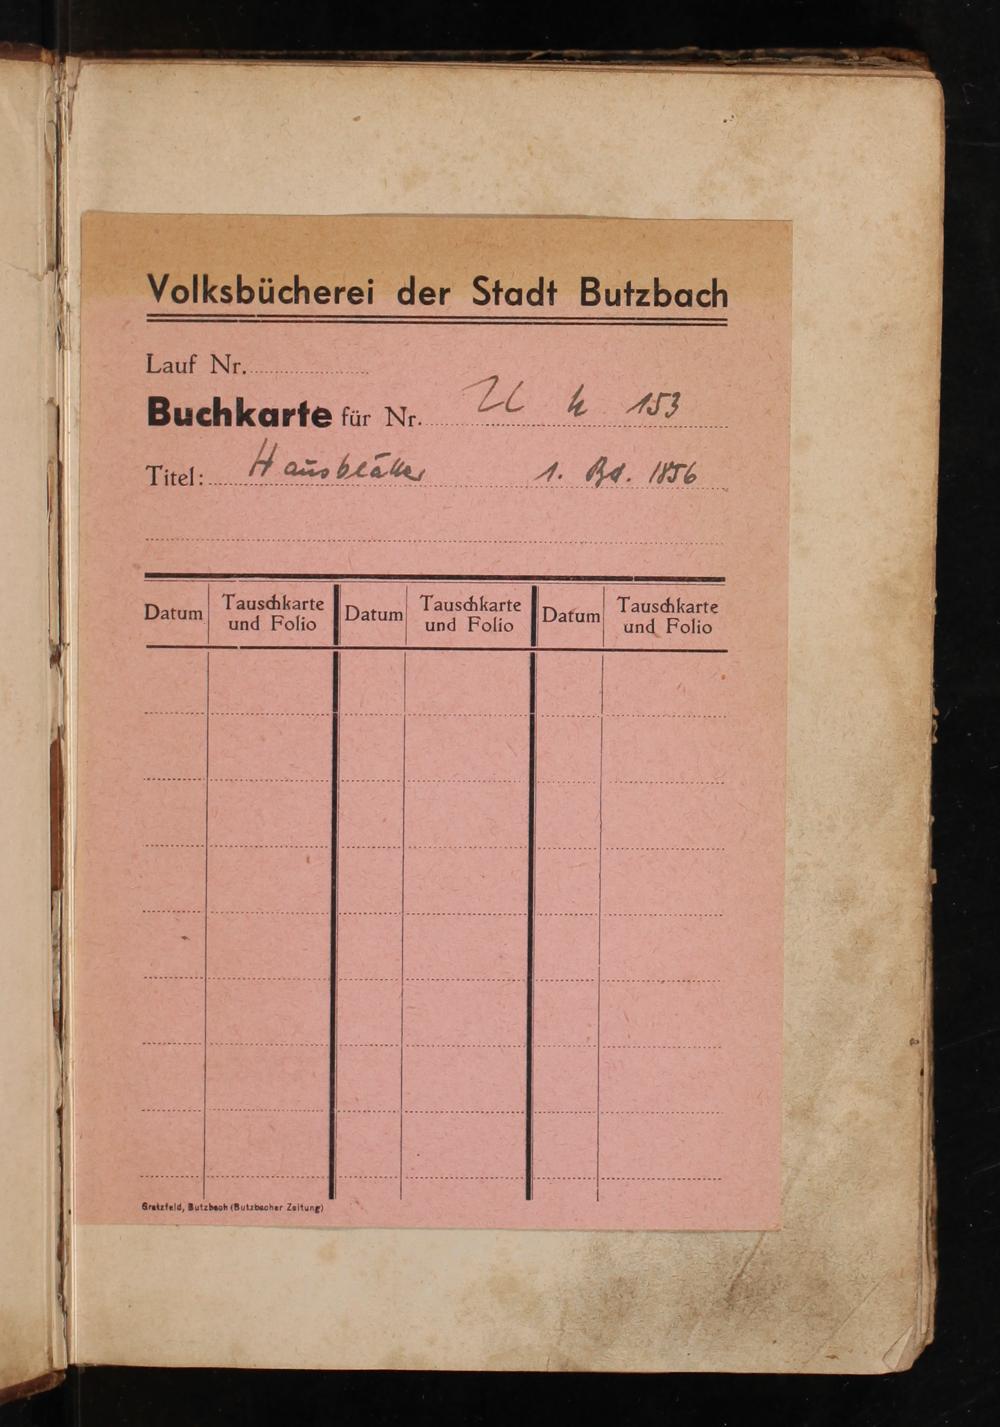 Volksbücherei der Stadt Butzbach
Lauf Nr.
Buchkarte für Nr. U h 153
Titel: Hausblätter 1. Bd. 1856
Datum Tauschkarte und Folio Datum Tauschkarte und Folio Datum Tauschkarte und Folio
Gratzfeld, Butzbach (Butzbacher Zeitung)